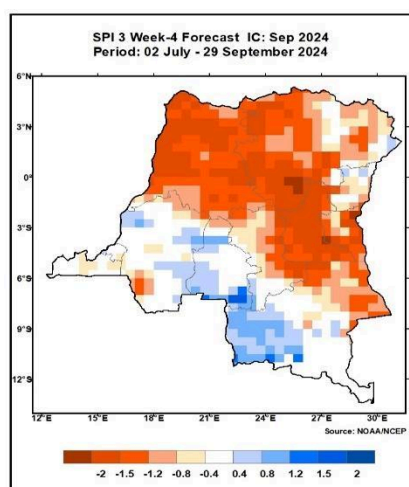 SPI 3 Week-4 Forecast IC: Sep 2024
Period: 02 July - 29 September 2024
6°N
3°N
0°
3°S
6°S
9°S
12°S
12°E 15°E 18°E 21°E 24°E 27°E 30°E
Source: NOAA/NCEP
-2 -1.5 -1.2 -0.8 -0.4 0.4 0.8 1.2 1.5 2